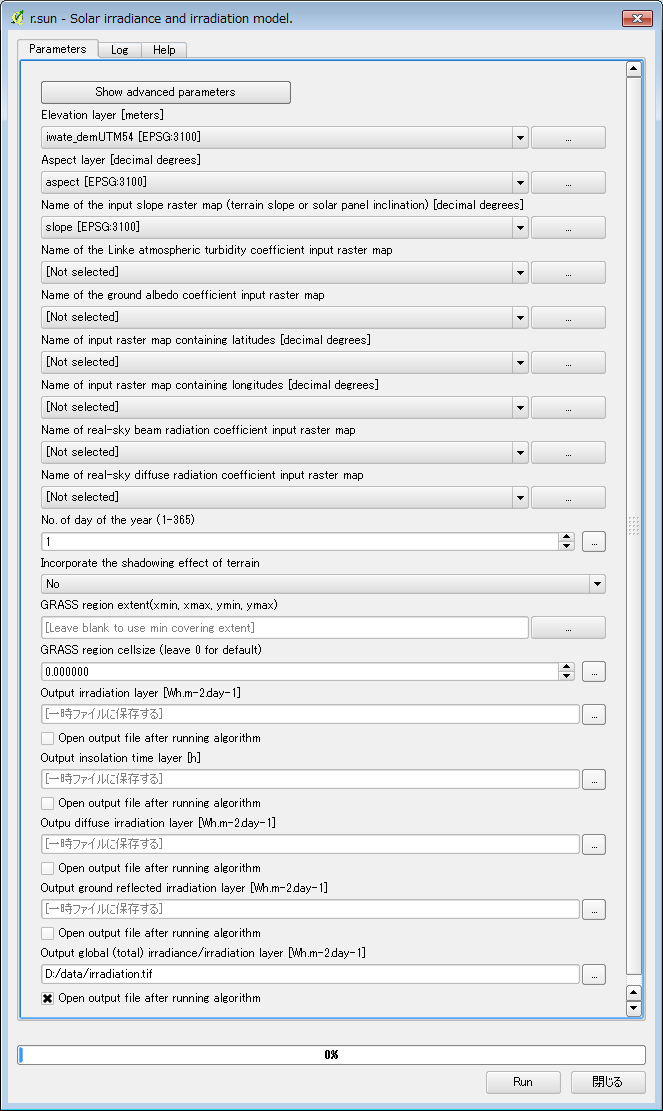 r.sun - Solar irradiance and irradiation model.
Parameters
Log
Help
Show advanced parameters
Elevation layer [meters]
iwate_demUTM54 [EPSG:3100]
...
Aspect layer [decimal degrees]
aspect [EPSG:3100]
...
Name of the input slope raster map (terrain slope or solar panel inclination) [decimal degrees]
slope [EPSG:3100]
...
Name of the Linke atmospheric turbidity coefficient input raster map
[Not selected]
...
Name of the ground albedo coefficient input raster map
[Not selected]
...
Name of input raster map containing latitudes [decimal degrees]
[Not selected]
...
Name of input raster map containing longitudes [decimal degrees]
[Not selected]
...
Name of real-sky beam radiation coefficient input raster map
[Not selected]
...
Name of real-sky diffuse radiation coefficient input raster map
[Not selected]
...
No. of day of the year (1-365)
1
...
Incorporate the shadowing effect of terrain
No
GRASS region extent(xmin, xmax, ymin, ymax)
[Leave blank to use min covering extent]
...
GRASS region cellsize (leave 0 for default)
0.000000
...
Output irradiation layer [Wh.m-2.day-1]
[一時ファイルに保存する]
...
Open output file after running algorithm
Output insolation time layer [h]
[一時ファイルに保存する]
...
Open output file after running algorithm
Outpu diffuse irradiation layer [Wh.m-2.day-1]
[一時ファイルに保存する]
...
Open output file after running algorithm
Output ground reflected irradiation layer [Wh.m-2.day-1]
[一時ファイルに保存する]
...
Open output file after running algorithm
Output global (total) irradiance/irradiation layer [Wh.m-2.day-1]
D:/data/irradiation.tif
...
Open output file after running algorithm
0%
Run
閉じる